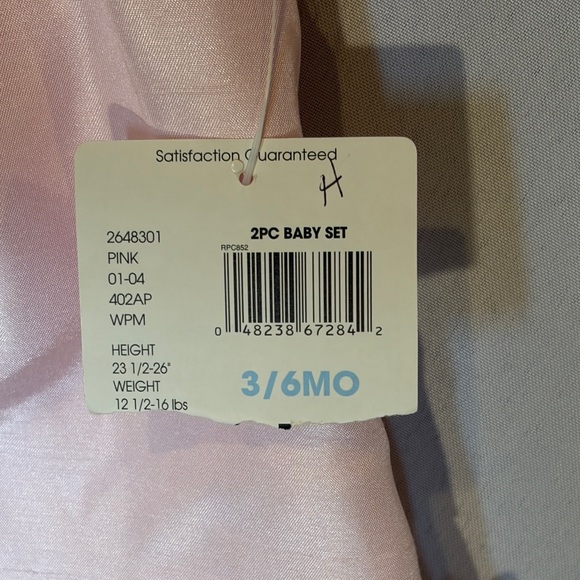 Satisfaction Guaranteed
H
2648301
PINK
01-04
402AP
WPM
HEIGHT
23 1/2-26"
WEIGHT
12 1/2-16 lbs
2PC BABY SET
RPC852
0 48238 67284 2
3/6MO